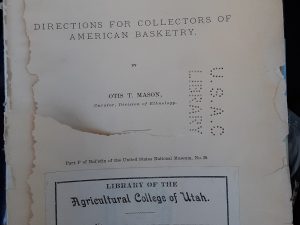 DIRECTIONS FOR COLLECTORS OF
AMERICAN BASKETRY.
BY
OTIS T. MASON,
Curator, Division of Ethnology.
U.S.A.C.
LIBRARY
Part P of Bulletin of the United States National Museum, No. 39
LIBRARY OF THE
Agricultural College of Utah.